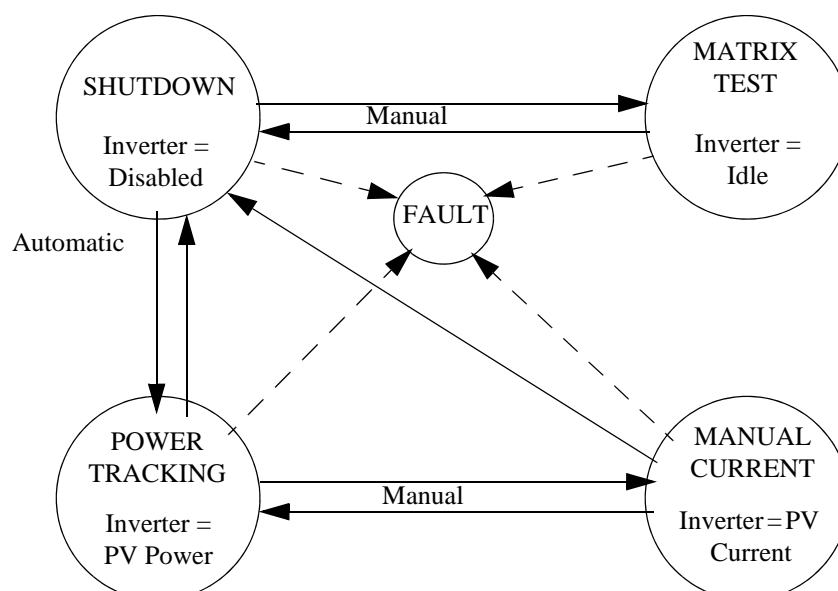 SHUTDOWN
Inverter =
Disabled
Manual
MATRIX
TEST
Inverter =
Idle
FAULT
Automatic
POWER
TRACKING
Inverter =
PV Power
Manual
MANUAL
CURRENT
Inverter = PV
Current